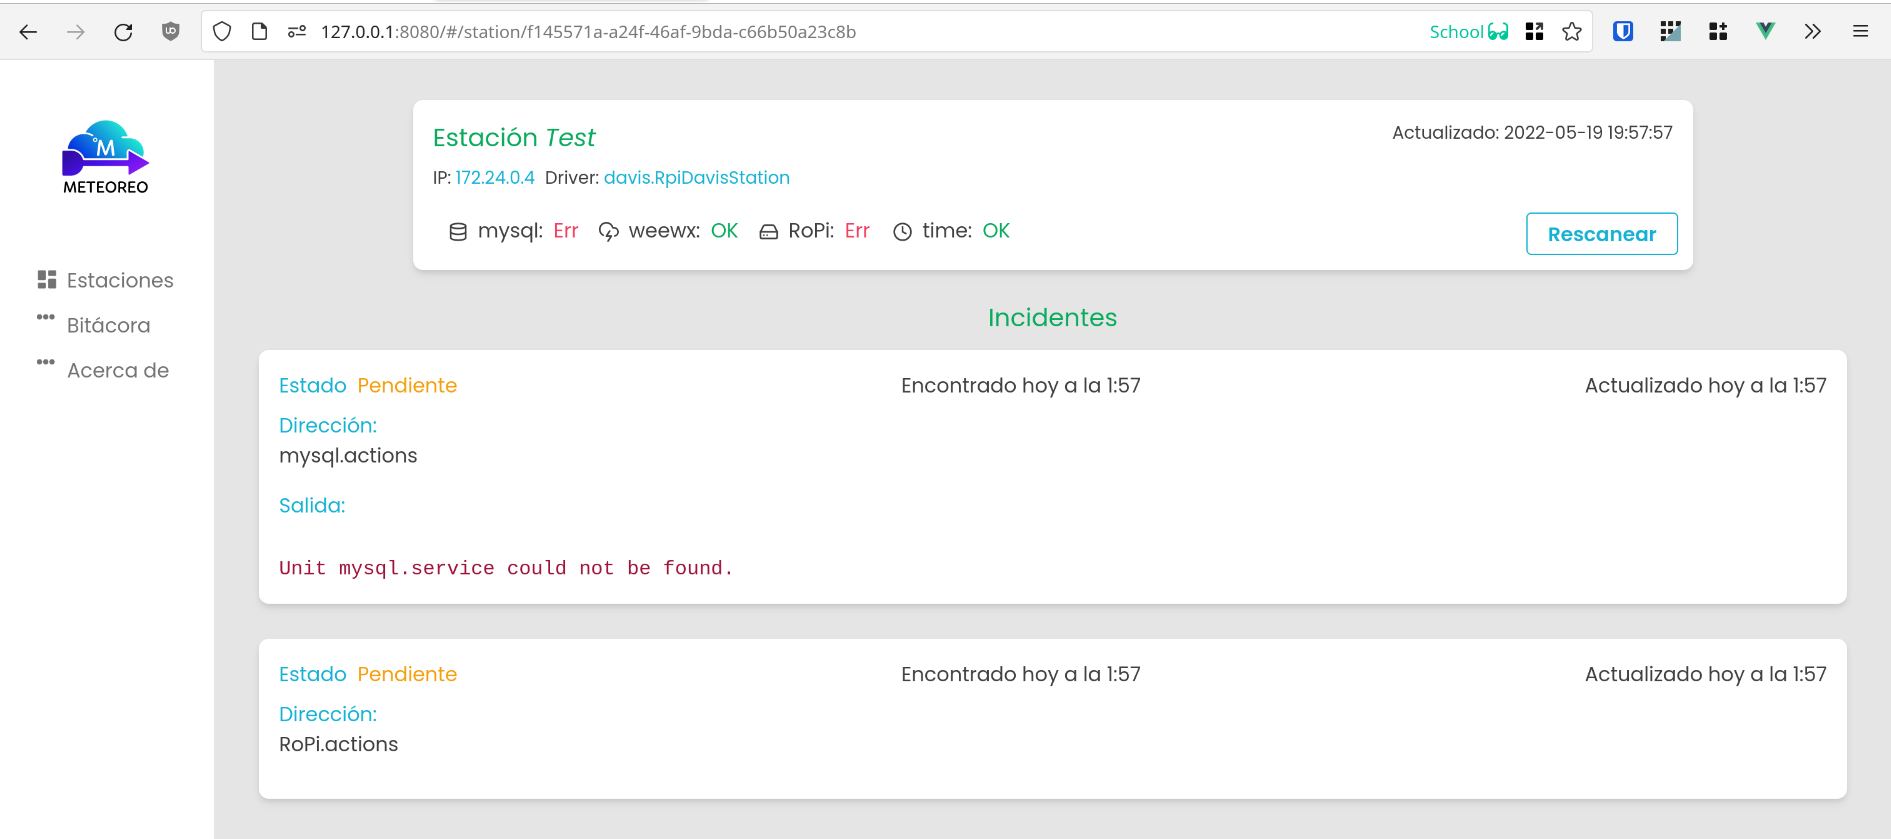 127.0.0.1:8080/#/station/f145571a-a24f-46af-9bda-c66b50a23c8b
School
°M
METEOREO
Estaciones
Bitácora
Acerca de
Estación Test
Actualizado: 2022-05-19 19:57:57
IP: 172.24.0.4 Driver: davis.RpiDavisStation
mysql: Err weewx: OK RoPi: Err time: OK
Rescanear
Incidentes
Estado Pendiente Encontrado hoy a la 1:57 Actualizado hoy a la 1:57
Dirección:
mysql.actions
Salida:
Unit mysql.service could not be found.
Estado Pendiente Encontrado hoy a la 1:57 Actualizado hoy a la 1:57
Dirección:
RoPi.actions